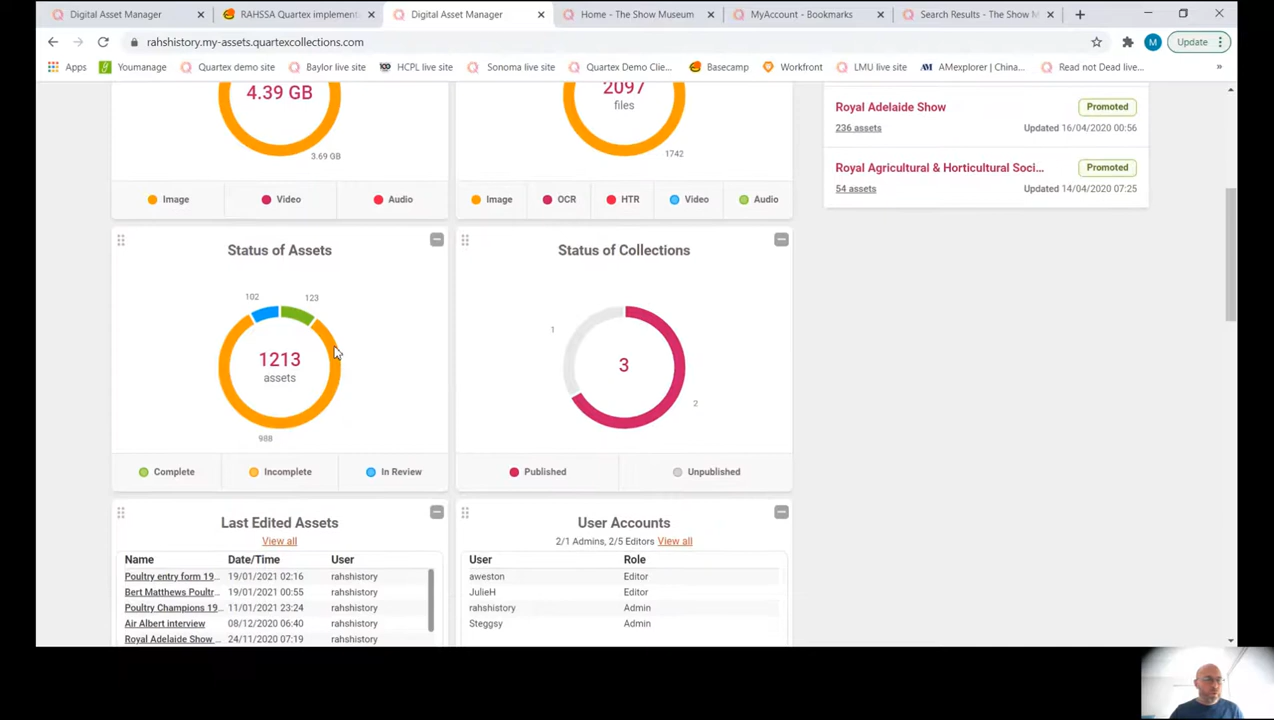 Digital Asset Manager
RAHSSA Quartex implement
Digital Asset Manager
Home - The Show Museum
MyAccount - Bookmarks
Search Results - The Show M
rahshistory.my-assets.quartexcollections.com
M
Update
Apps
Youmanage
Quartex demo site
Baylor live site
HCPL live site
Sonoma live site
Quartex Demo Clie...
Basecamp
Workfront
LMU live site
AMexplorer | China...
Read not Dead live...
4.39 GB
3.69 GB
2097
files
1742
Royal Adelaide Show
Promoted
236 assets
Updated 16/04/2020 00:56
Royal Agricultural & Horticultural Soci...
Promoted
54 assets
Updated 14/04/2020 07:25
Image
Video
Audio
Image
OCR
HTR
Video
Audio
Status of Assets
102
123
1213
assets
988
Complete
Incomplete
In Review
Status of Collections
1
3
2
Published
Unpublished
Last Edited Assets
View all
Name Date/Time User
Poultry entry form 19... 19/01/2021 02:16 rahshistory
Bert Matthews Poultr... 19/01/2021 00:55 rahshistory
Poultry Champions 19... 11/01/2021 23:24 rahshistory
Air Albert interview 08/12/2020 06:40 rahshistory
Royal Adelaide Show ... 24/11/2020 07:19 rahshistory
User Accounts
2/1 Admins, 2/5 Editors View all
User Role
aweston Editor
JulieH Editor
rahshistory Admin
Steggsy Admin